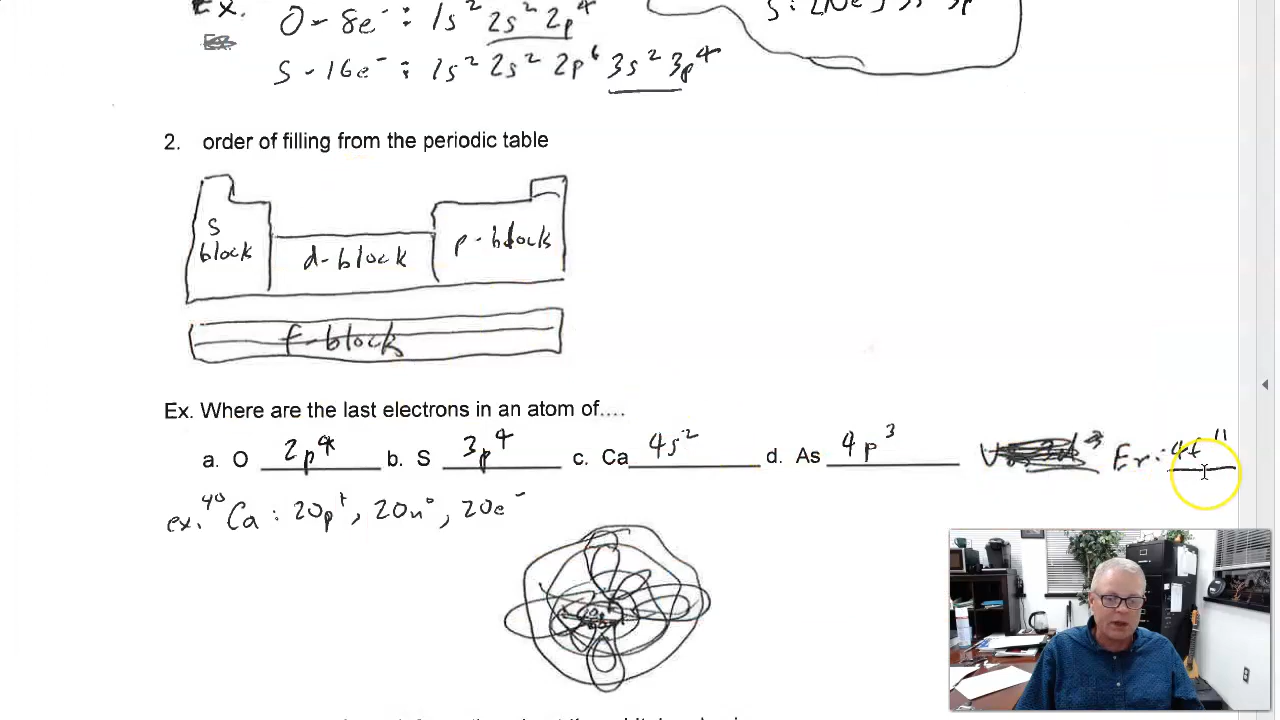 Ex.
O - 8e⁻ : 1s² 2s² 2p⁴
S - 16e⁻ : 1s² 2s² 2p⁶ 3s² 3p⁴
2. order of filling from the periodic table
S block
d-block
p-block
f-block
Ex. Where are the last electrons in an atom of....
a. O 2p⁴ b. S 3p⁴ c. Ca 4s² d. As 4p³ Er: 4f¹¹
ex. ⁴⁰Ca : 20p⁺, 20n⁰, 20e⁻